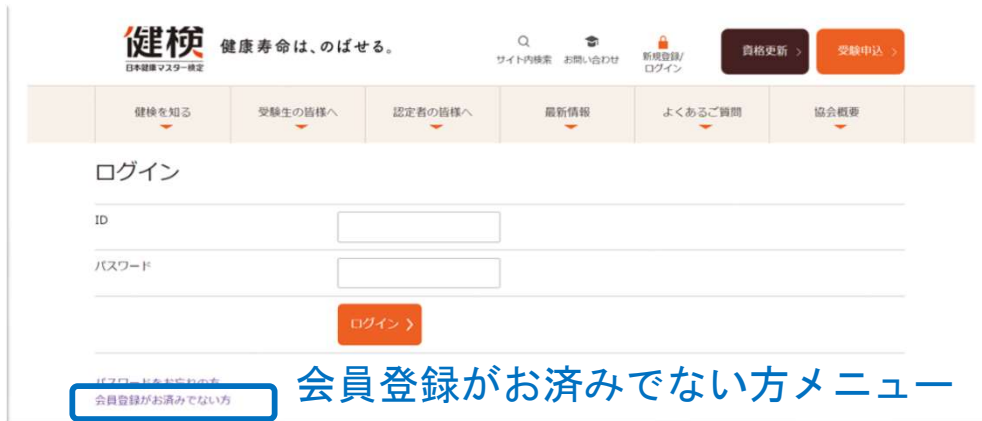 健検
日本健康マスター検定
健康寿命は、のばせる。
サイト内検索
お問い合わせ
新規登録/
ログイン
資格更新
受験申込
健検を知る
受験生の皆様へ
認定者の皆様へ
最新情報
よくあるご質問
協会概要
ログイン
ID
パスワード
ログイン
パスワードをお忘れの方
会員登録がお済みでない方
会員登録がお済みでない方メニュー